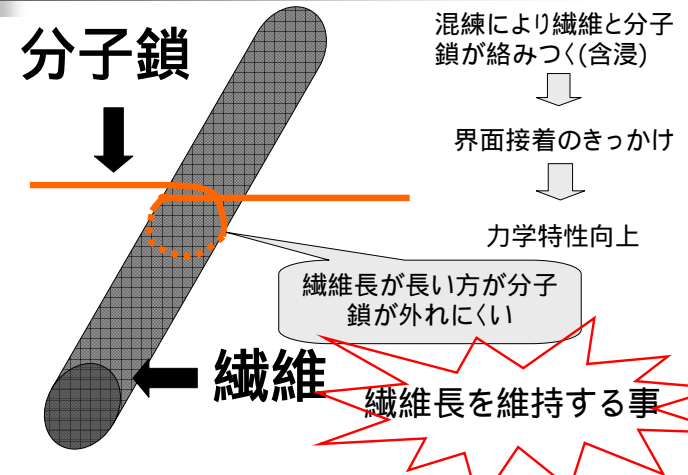 分子鎖
混練により繊維と分子
鎖が絡みつく(含浸)
界面接着のきっかけ
力学特性向上
繊維長が長い方が分子
鎖が外れにくい
繊維
繊維長を維持する事